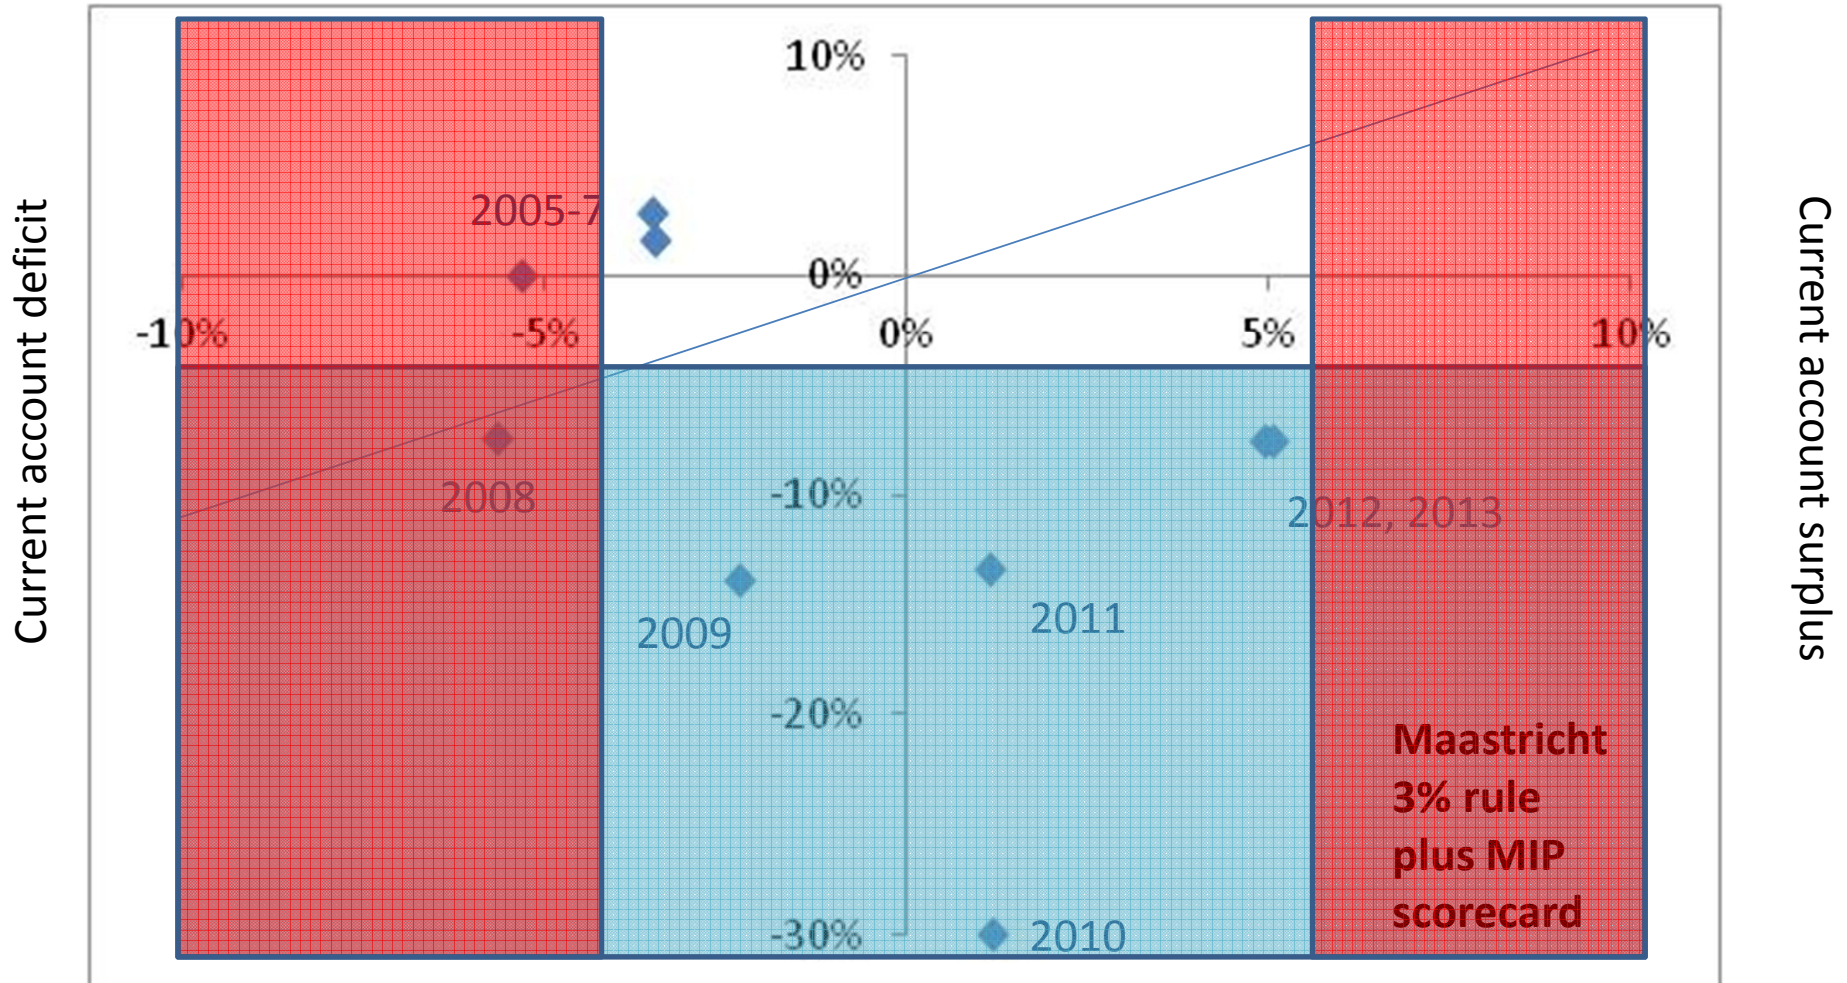 10%
2005-7
0%
-10%
-5%
0%
5%
10%
2008
-10%
2012, 2013
2009
2011
-20%
-30%
2010
Maastricht
3% rule
plus MIP
scorecard
Current account deficit
Current account surplus